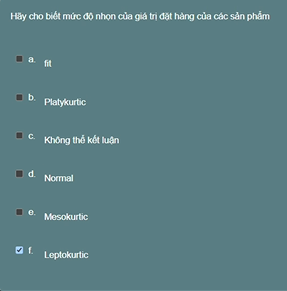 Hãy cho biết mức độ nhọn của giá trị đặt hàng của các sản phẩm
a. fit
b. Platykurtic
c. Không thể kết luận
d. Normal
e. Mesokurtic
f. Leptokurtic